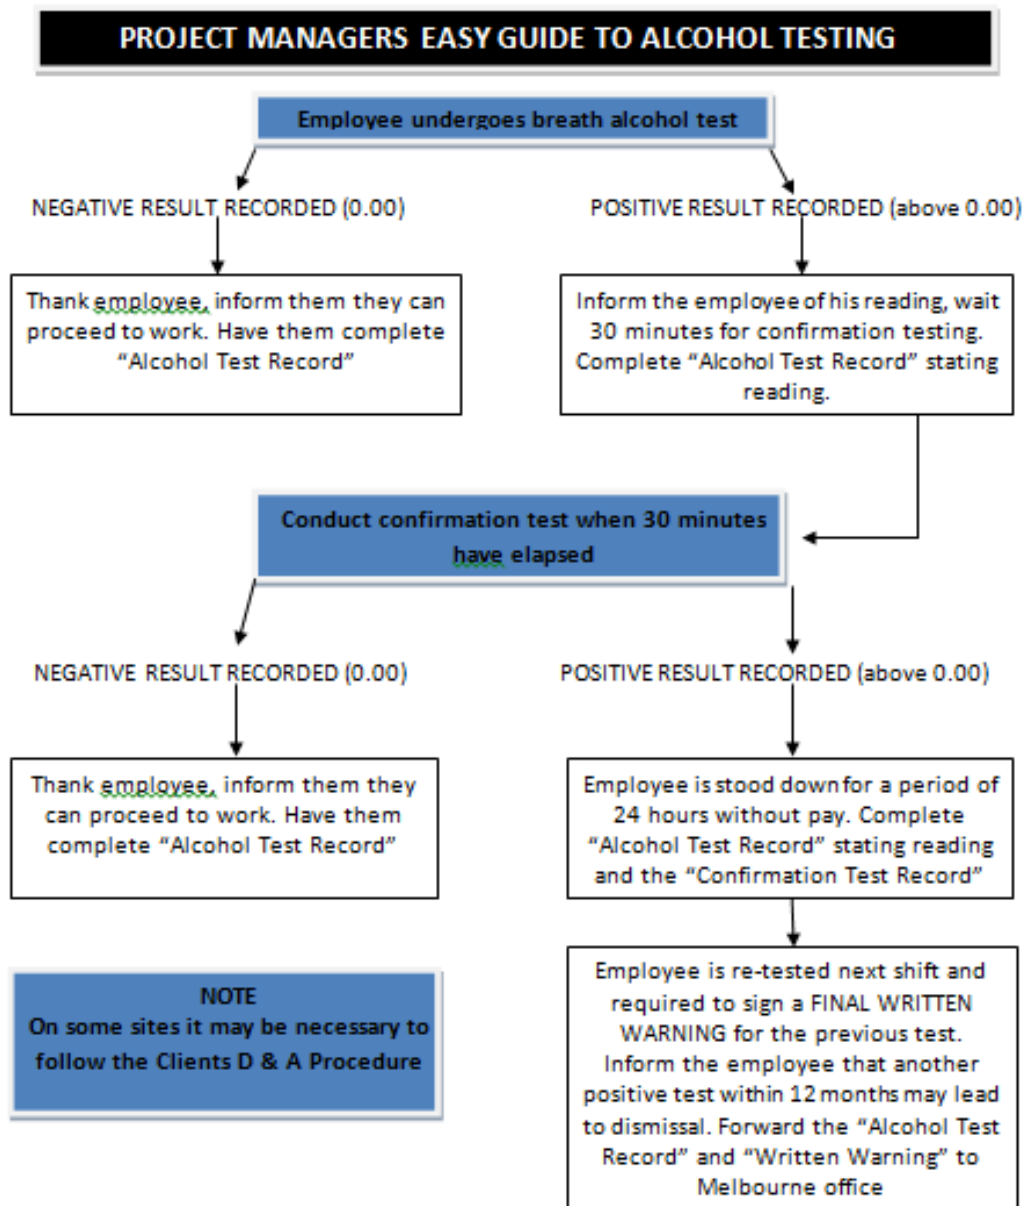 PROJECT MANAGERS EASY GUIDE TO ALCOHOL TESTING
Employee undergoes breath alcohol test
NEGATIVE RESULT RECORDED (0.00)
POSITIVE RESULT RECORDED (above 0.00)
Thank employee, inform them they can
proceed to work. Have them complete
“Alcohol Test Record”
Inform the employee of his reading, wait
30 minutes for confirmation testing.
Complete “Alcohol Test Record” stating
reading.
Conduct confirmation test when 30 minutes
have elapsed
NEGATIVE RESULT RECORDED (0.00)
POSITIVE RESULT RECORDED (above 0.00)
Thank employee, inform them they
can proceed to work. Have them
complete “Alcohol Test Record”
Employee is stood down for a period of
24 hours without pay. Complete
“Alcohol Test Record” stating reading
and the “Confirmation Test Record”
NOTE
On some sites it may be necessary to
follow the Clients D & A Procedure
Employee is re-tested next shift and
required to sign a FINAL WRITTEN
WARNING for the previous test.
Inform the employee that another
positive test within 12 months may lead
to dismissal. Forward the “Alcohol Test
Record” and “Written Warning” to
Melbourne office